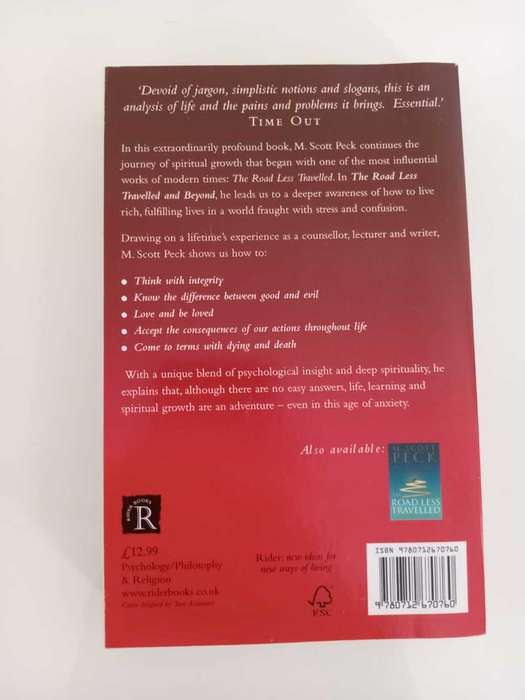 'Devoid of jargon, simplistic notions and slogans, this is an
analysis of life and the pains and problems it brings. Essential.'
TIME OUT
In this extraordinarily profound book, M. Scott Peck continues the
journey of spiritual growth that began with one of the most influential
works of modern times: The Road Less Travelled. In The Road Less
Travelled and Beyond, he leads us to a deeper awareness of how to live
rich, fulfilling lives in a world fraught with stress and confusion.
Drawing on a lifetime's experience as a counsellor, lecturer and writer,
M. Scott Peck shows us how to:
• Think with integrity
• Know the difference between good and evil
• Love and be loved
• Accept the consequences of our actions throughout life
• Come to terms with dying and death
With a unique blend of psychological insight and deep spirituality, he
explains that, although there are no easy answers, life, learning and
spiritual growth are an adventure – even in this age of anxiety.
Also available:
M. SCOTT
PECK
THE
ROAD LESS
TRAVELLED
RIDER BOOKS
R
£12.99
Psychology/Philosophy
& Religion
www.riderbooks.co.uk
Cover designed by
Rider: new ideas for
new ways of living
FSC
ISBN 9780712670760
9 780712 670760